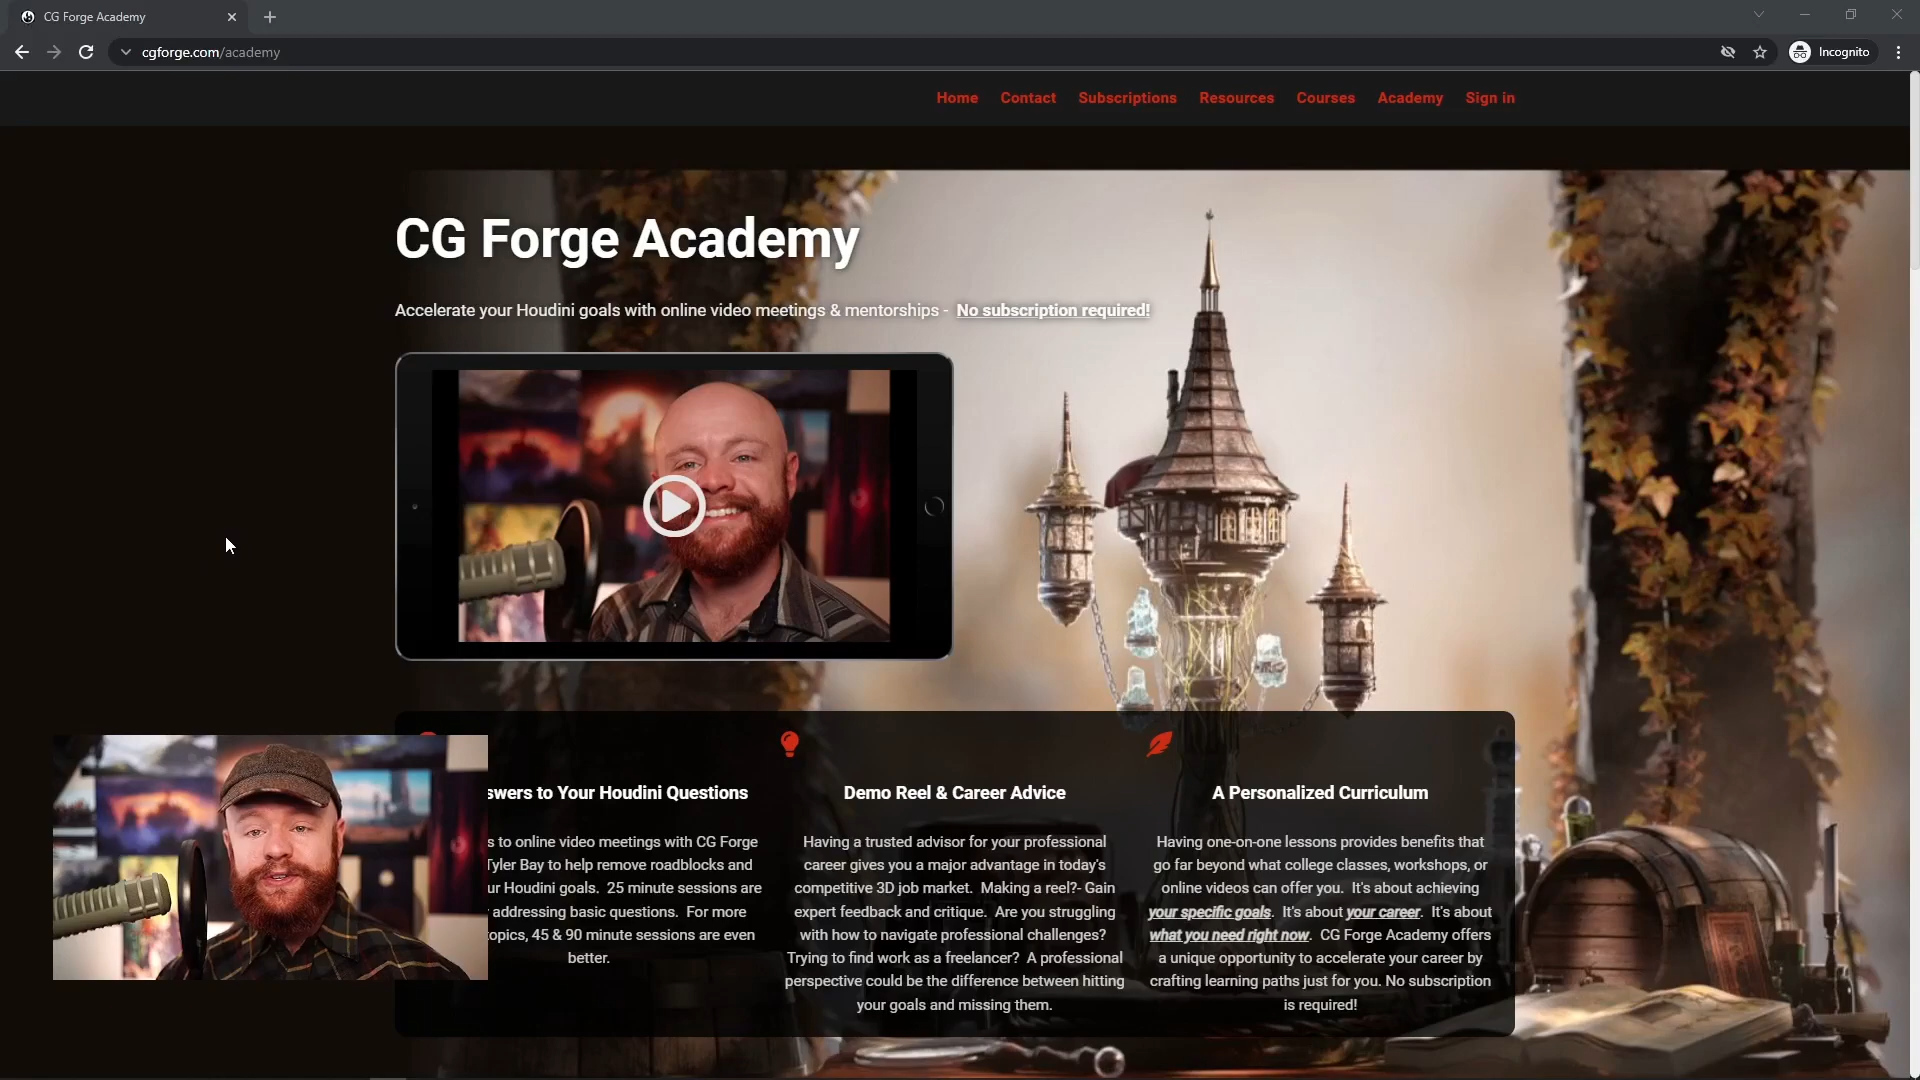 CG Forge Academy
cgforge.com/academy
Incognito
Home Contact Subscriptions Resources Courses Academy Sign in
CG Forge Academy
Accelerate your Houdini goals with online video meetings & mentorships - No subscription required!
swers to Your Houdini Questions
s to online video meetings with CG Forge
Tyler Bay to help remove roadblocks and
ur Houdini goals. 25 minute sessions are
addressing basic questions. For more
topics, 45 & 90 minute sessions are even
better.
Demo Reel & Career Advice
Having a trusted advisor for your professional
career gives you a major advantage in today's
competitive 3D job market. Making a reel?- Gain
expert feedback and critique. Are you struggling
with how to navigate professional challenges?
Trying to find work as a freelancer? A professional
perspective could be the difference between hitting
your goals and missing them.
A Personalized Curriculum
Having one-on-one lessons provides benefits that
go far beyond what college classes, workshops, or
online videos can offer you. It's about achieving
your specific goals. It's about your career. It's about
what you need right now. CG Forge Academy offers
a unique opportunity to accelerate your career by
crafting learning paths just for you. No subscription
is required!